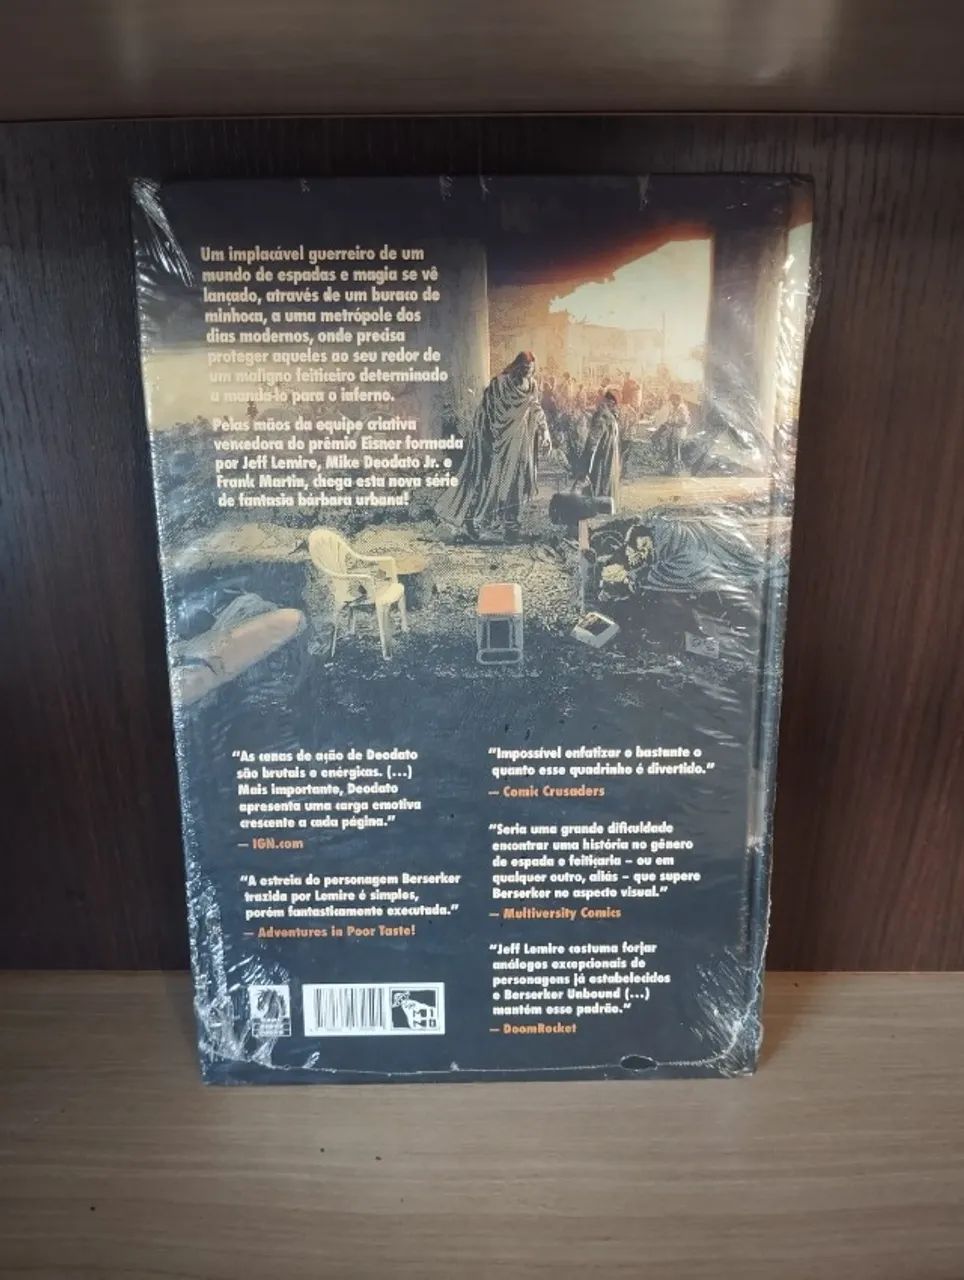 Um implacável guerreiro de um
mundo de espadas e magia se vê
lançado, através de um buraco de
minhoca, a uma metrópole dos
dias modernos, onde precisa
proteger aqueles ao seu redor de
um maligno feiticeiro determinado
a mandá-lo para o inferno.
Pelas mãos da equipe criativa
vencedora do prêmio Eisner formada
por Jeff Lemire, Mike Deodato Jr. e
Frank Martin, chega esta nova série
de fantasia bárbara urbana!
“As cenas de ação de Deodato
são brutais e enérgicas. (...)
Mais importante, Deodato
apresenta uma carga emotiva
crescente a cada página.”
— IGN.com
“A estreia do personagem Berserker
trazida por Lemire é simples,
porém fantasticamente executada.”
— Adventures in Poor Taste!
“Impossível enfatizar o bastante o
quanto esse quadrinho é divertido.”
— Comic Crusaders
“Seria uma grande dificuldade
encontrar uma história no gênero
de espada e feitiçaria – ou em
qualquer outro, aliás – que supere
Berserker no aspecto visual.”
— Multiversity Comics
“Jeff Lemire costuma forjar
análogos excepcionais de
personagens já estabelecidos
e Berserker Unbound (...)
mantém esse padrão.”
— DoomRocket